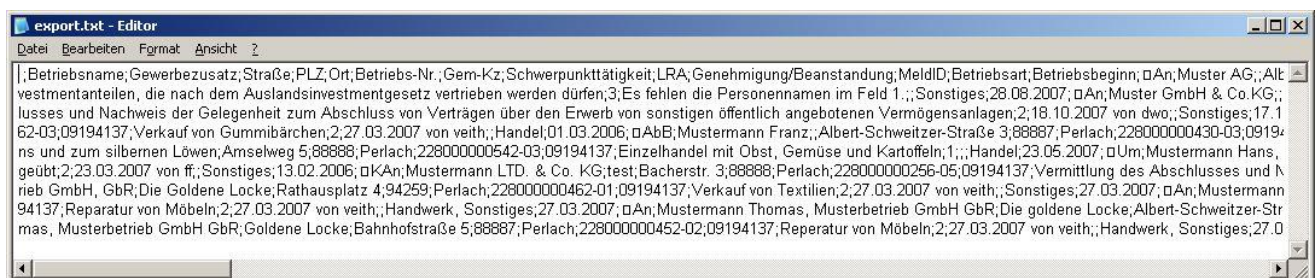 export.txt - Editor
Datei Bearbeiten Format Ansicht ?
;Betriebsname;Gewerbezusatz;Straße;PLZ;Ort;Betriebs-Nr.;Gem-Kz;Schwerpunkttätigkeit;LRA;Genehmigung/Beanstandung;MeldID;Betriebsart;Betriebsbeginn;□An;Muster AG;;Alb
vestmentanteilen, die nach dem Auslandsinvestmentgesetz vertrieben werden dürfen;3;Es fehlen die Personennamen im Feld 1.;;Sonstiges;28.08.2007;□An;Muster GmbH & Co.KG;;
lusses und Nachweis der Gelegenheit zum Abschluss von Verträgen über den Erwerb von sonstigen öffentlich angebotenen Vermögensanlagen;2;18.10.2007 von dwo;;Sonstiges;17.1
62-03;09194137;Verkauf von Gummibärchen;2;27.03.2007 von veith;;Handel;01.03.2006;□AbB;Mustermann Franz;;Albert-Schweitzer-Straße 3;88887;Perlach;228000000430-03;09194
ns und zum silbernen Löwen;Amselweg 5;88888;Perlach;228000000542-03;09194137;Einzelhandel mit Obst, Gemüse und Kartoffeln;1;;;Handel;23.05.2007;□Um;Mustermann Hans,
geübt;2;23.03.2007 von ff;;Sonstiges;13.02.2006;□KAn;Mustermann LTD. & Co. KG;test;Bacherstr. 3;88888;Perlach;228000000256-05;09194137;Vermittlung des Abschlusses und N
rieb GmbH, GbR;Die Goldene Locke;Rathausplatz 4;94259;Perlach;228000000462-01;09194137;Verkauf von Textilien;2;27.03.2007 von veith;;Sonstiges;27.03.2007;□An;Mustermann
94137;Reparatur von Möbeln;2;27.03.2007 von veith;;Handwerk, Sonstiges;27.03.2007;□An;Mustermann Thomas, Musterbetrieb GmbH GbR;Die goldene Locke;Albert-Schweitzer-Str
mas, Musterbetrieb GmbH GbR;Goldene Locke;Bahnhofstraße 5;88887;Perlach;228000000452-02;09194137;Reperatur von Möbeln;2;27.03.2007 von veith;;Handwerk, Sonstiges;27.0